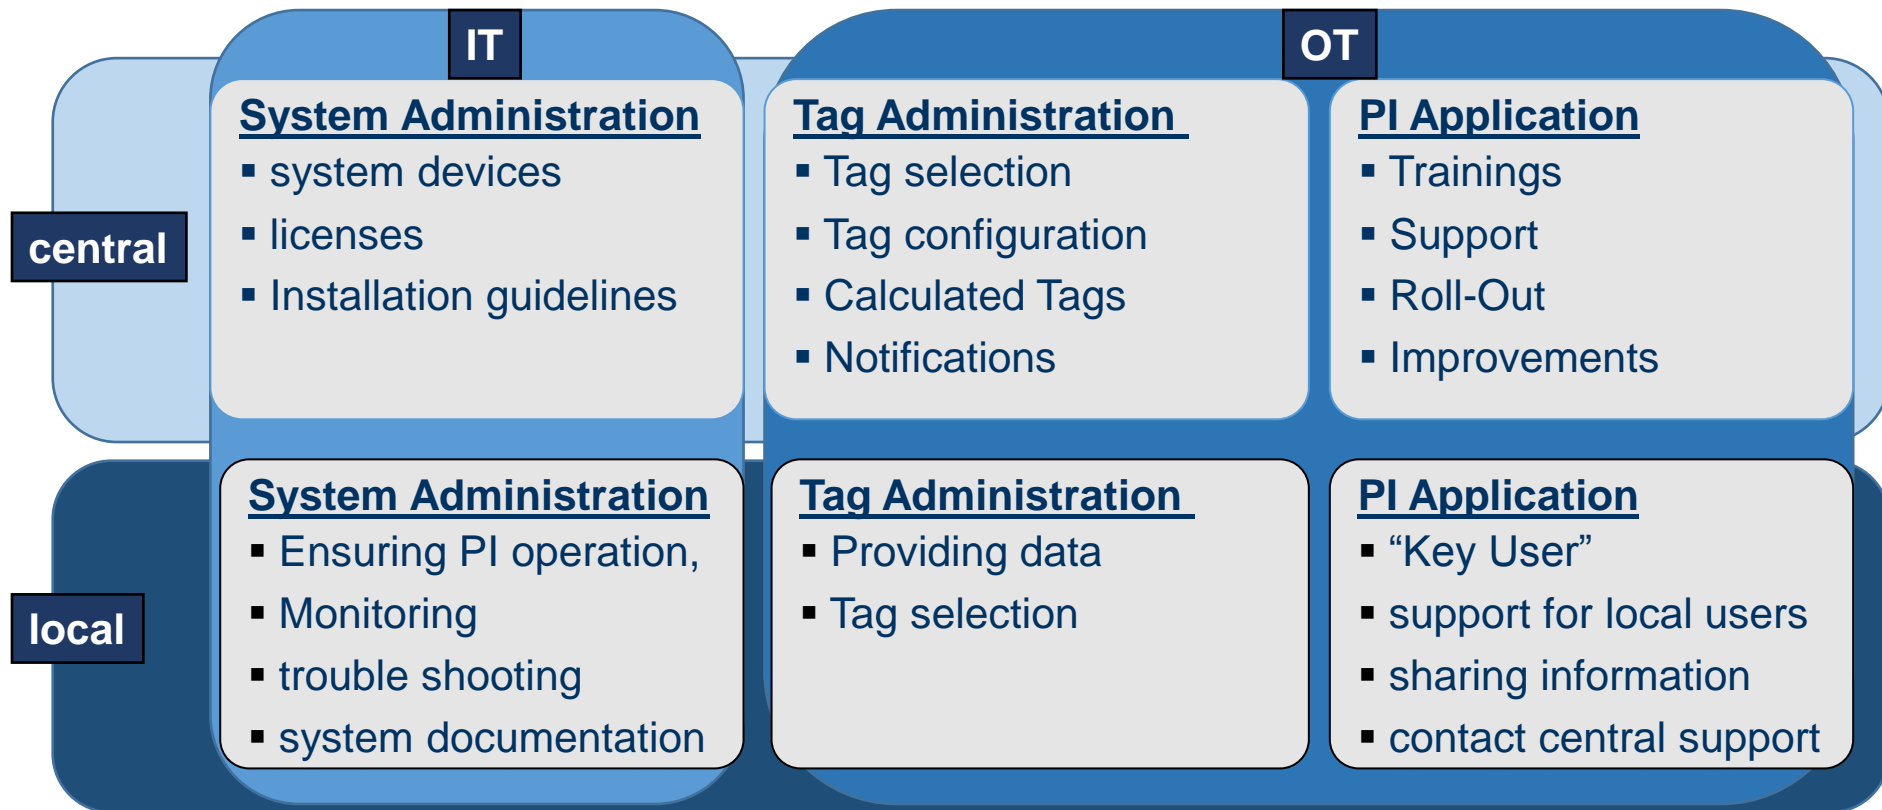 IT
OT
central
System Administration
▪ system devices
▪ licenses
▪ Installation guidelines
Tag Administration
▪ Tag selection
▪ Tag configuration
▪ Calculated Tags
▪ Notifications
PI Application
▪ Trainings
▪ Support
▪ Roll-Out
▪ Improvements
local
System Administration
▪ Ensuring PI operation,
▪ Monitoring
▪ trouble shooting
▪ system documentation
Tag Administration
▪ Providing data
▪ Tag selection
PI Application
▪ “Key User”
▪ support for local users
▪ sharing information
▪ contact central support